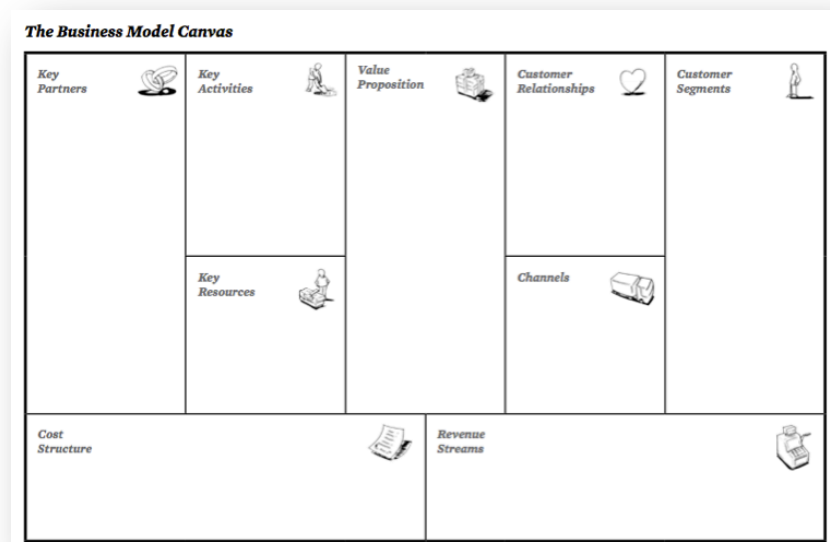 The Business Model Canvas
Key
Partners
Key
Activities
Value
Proposition
Customer
Relationships
Customer
Segments
Key
Resources
Channels
Cost
Structure
Revenue
Streams